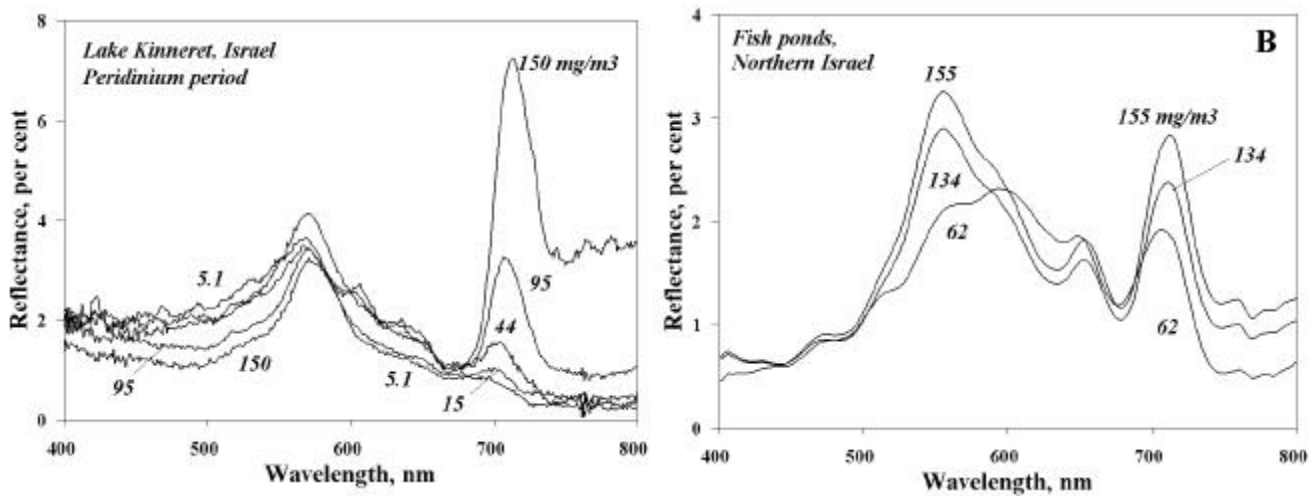 Lake Kinneret, Israel
Peridinium period
Reflectance, per cent
8
6
4
2
0
150 mg/m3
95
44
5.1
15
5.1
150
95
400
500
600
700
800
Wavelength, nm
B
Fish ponds,
Northern Israel
Reflectance, per cent
4
3
2
1
0
155
134
62
155 mg/m3
134
62
400
500
600
700
800
Wavelength, nm